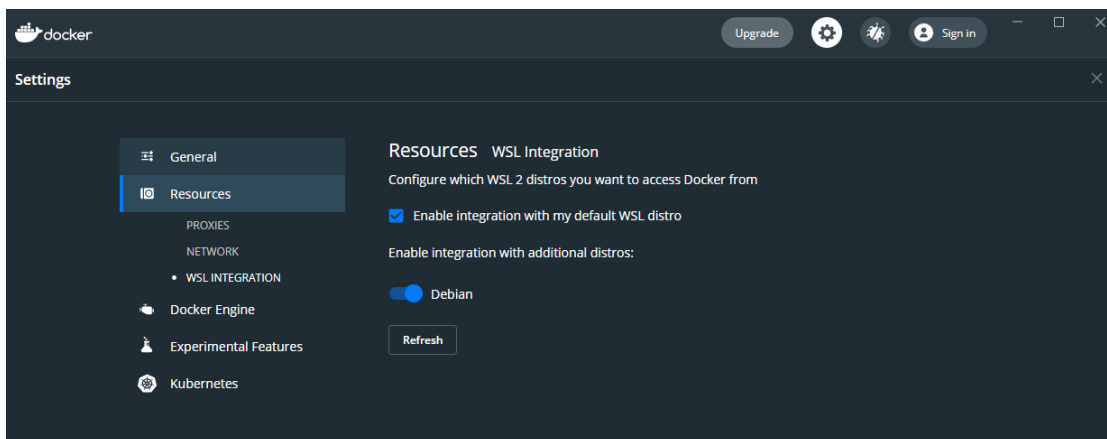 docker
Upgrade
Sign in
Settings
General
Resources
PROXIES
NETWORK
WSL INTEGRATION
Docker Engine
Experimental Features
Kubernetes
Resources WSL Integration
Configure which WSL 2 distros you want to access Docker from
Enable integration with my default WSL distro
Enable integration with additional distros:
Debian
Refresh